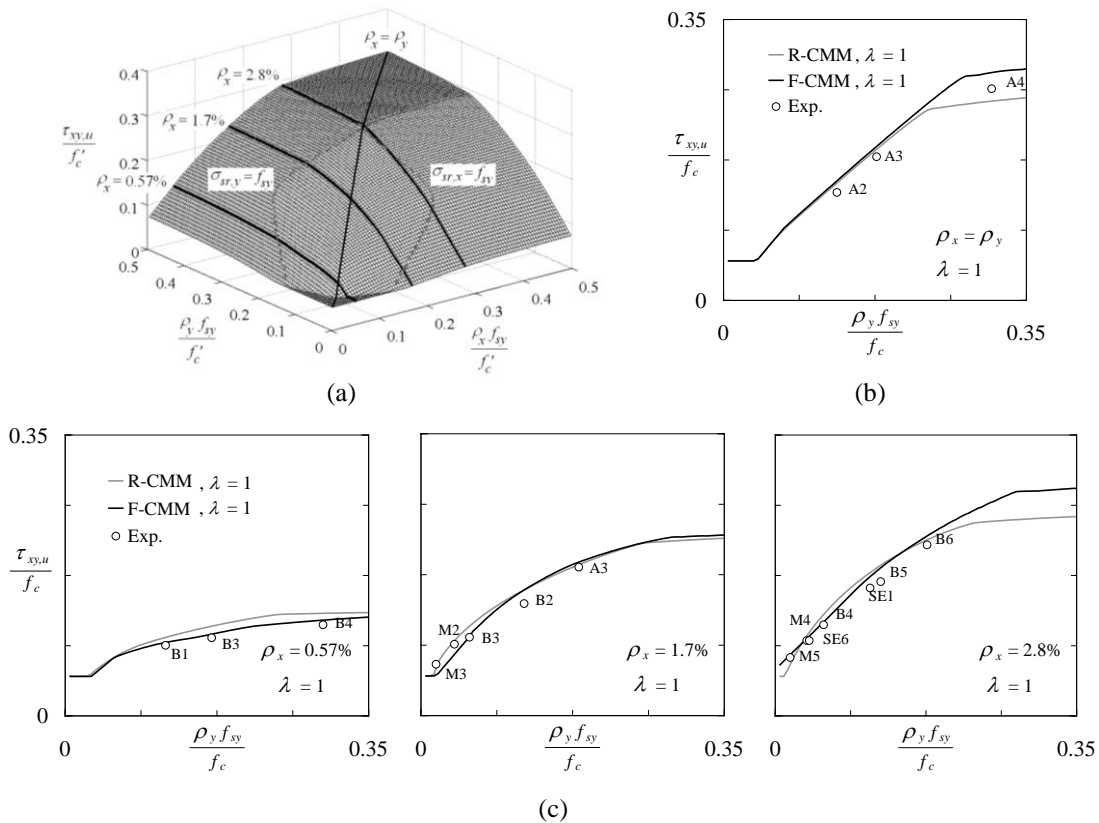 ρx = ρy
ρx = 2.8%
ρx = 1.7%
ρx = 0.57%
σsr,y = fsy
σsr,x = fsy
τxy,u / fc′
0.4
0.3
0.2
0.1
0
0.5
0.4
0.3
0.2
0.1
0
0
0.1
0.2
0.3
0.4
0.5
ρy fsy / fc′
ρx fsy / fc′
(a)
0.35
R-CMM , λ = 1
F-CMM , λ = 1
Exp.
A4
A3
A2
τxy,u / fc
ρx = ρy
λ = 1
0
0
ρy fsy / fc
0.35
(b)
0.35
R-CMM , λ = 1
F-CMM , λ = 1
Exp.
τxy,u / fc
B1
B3
B4
ρx = 0.57%
λ = 1
0
0
ρy fsy / fc
0.35
A3
B2
M2
B3
M3
ρx = 1.7%
λ = 1
0
ρy fsy / fc
0.35
B6
B5
SE1
M4
B4
SE6
M5
ρx = 2.8%
λ = 1
0
ρy fsy / fc
0.35
(c)